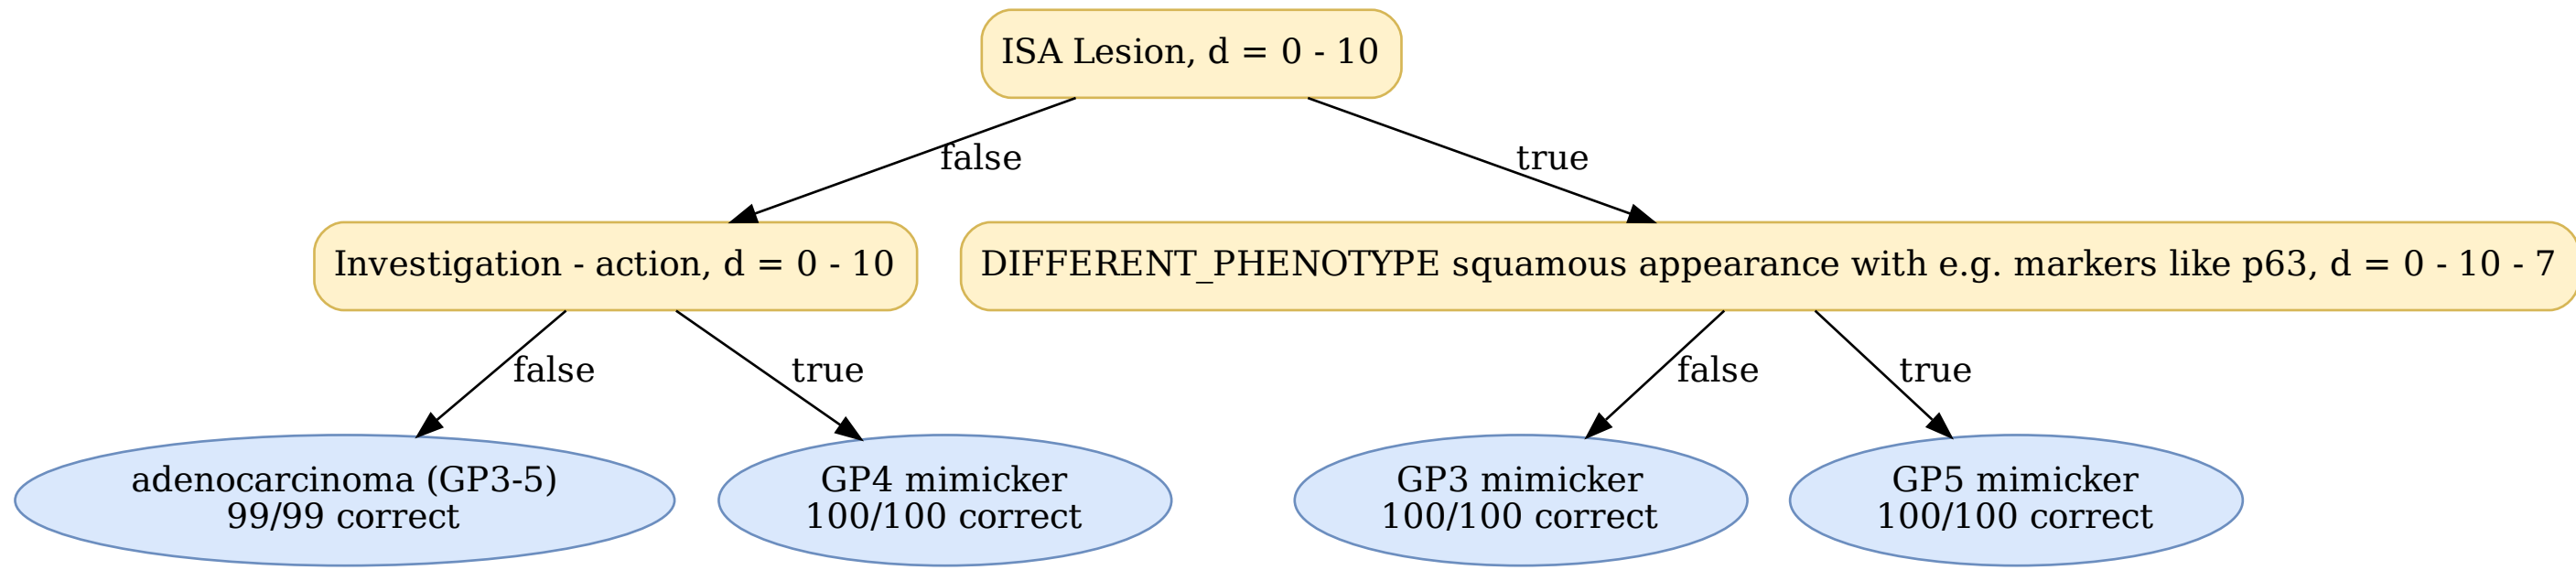 ISA Lesion, d = 0 - 10
false
true
Investigation - action, d = 0 - 10
DIFFERENT_PHENOTYPE squamous appearance with e.g. markers like p63, d = 0 - 10 - 7
false
true
false
true
adenocarcinoma (GP3-5)
99/99 correct
GP4 mimicker
100/100 correct
GP3 mimicker
100/100 correct
GP5 mimicker
100/100 correct